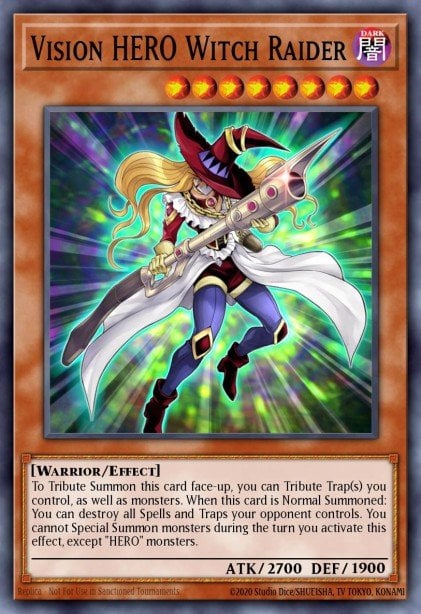 Vision HERO Witch Raider
DARK
闇
[Warrior/Effect]
To Tribute Summon this card face-up, you can Tribute Trap(s) you
control, as well as monsters. When this card is Normal Summoned:
You can destroy all Spells and Traps your opponent controls. You
cannot Special Summon monsters during the turn you activate this
effect, except "HERO" monsters.
ATK/2700 DEF/1900
Replica - Not For Use in Sanctioned Tournaments
©2020 Studio Dice/SHUEISHA, TV TOKYO, KONAMI